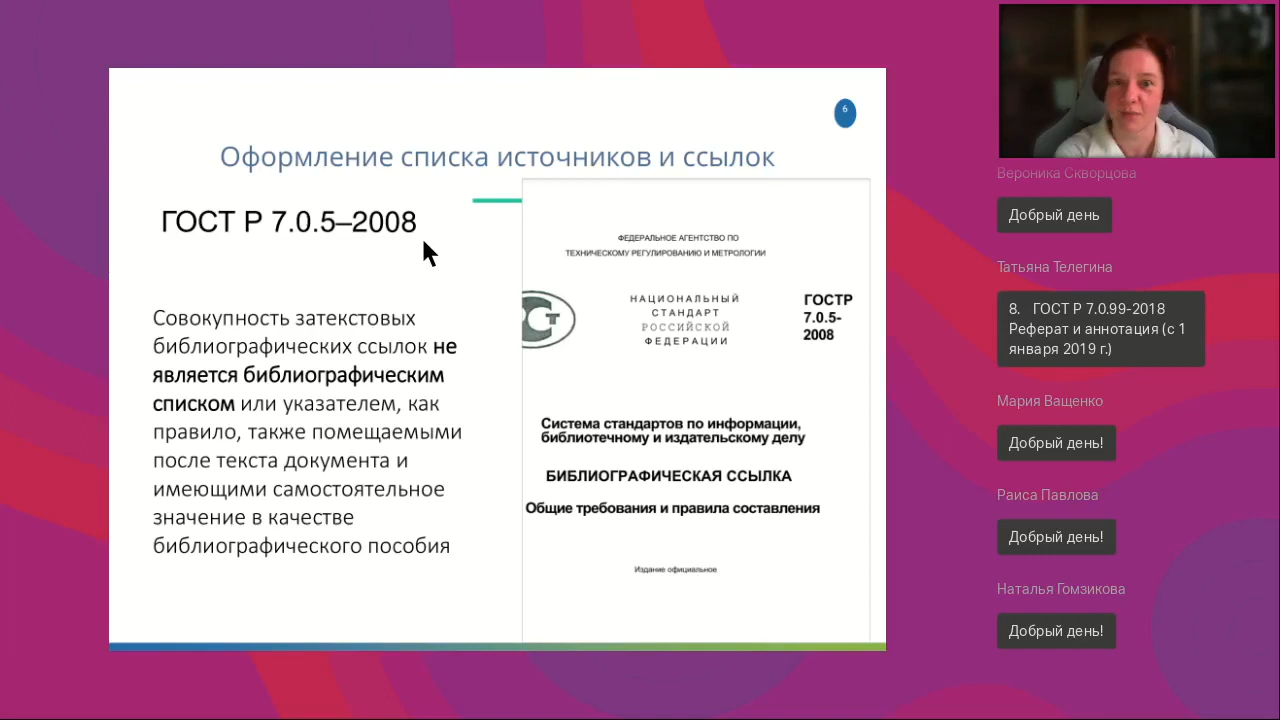 6
Оформление списка источников и ссылок
ГОСТ Р 7.0.5–2008
Совокупность затекстовых
библиографических ссылок не
является библиографическим
списком или указателем, как
правило, также помещаемыми
после текста документа и
имеющими самостоятельное
значение в качестве
библиографического пособия
ФЕДЕРАЛЬНОЕ АГЕНТСТВО ПО
ТЕХНИЧЕСКОМУ РЕГУЛИРОВАНИЮ И МЕТРОЛОГИИ
НАЦИОНАЛЬНЫЙ
СТАНДАРТ
РОССИЙСКОЙ
ФЕДЕРАЦИИ
ГОСТР
7.0.5-
2008
Система стандартов по информации,
библиотечному и издательскому делу
БИБЛИОГРАФИЧЕСКАЯ ССЫЛКА
Общие требования и правила составления
Издание официальное
Вероника Скворцова
Добрый день
Татьяна Телегина
8. ГОСТ Р 7.0.99-2018
Реферат и аннотация (с 1
января 2019 г.)
Мария Ващенко
Добрый день!
Раиса Павлова
Добрый день!
Наталья Гомзикова
Добрый день!